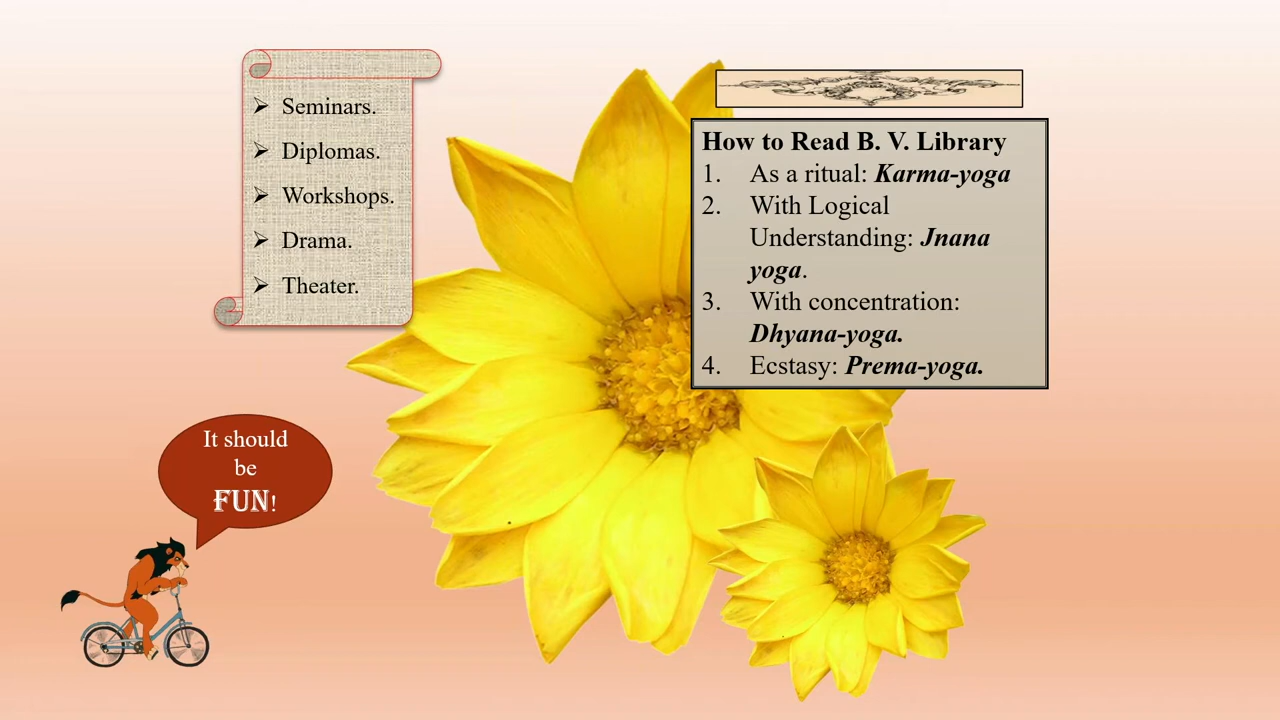 Seminars.
Diplomas.
Workshops.
Drama.
Theater.
How to Read B. V. Library
1. As a ritual: Karma-yoga
2. With Logical
Understanding: Jnana
yoga.
3. With concentration:
Dhyana-yoga.
4. Ecstasy: Prema-yoga.
It should
be
FUN!